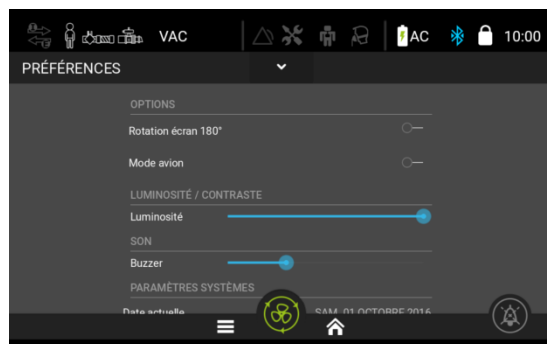 VAC AC 10:00
PRÉFÉRENCES
OPTIONS
Rotation écran 180°
Mode avion
LUMINOSITÉ / CONTRASTE
Luminosité
SON
Buzzer
PARAMÈTRES SYSTÈMES
Date actuelle SAM. 01 OCTOBRE 2016